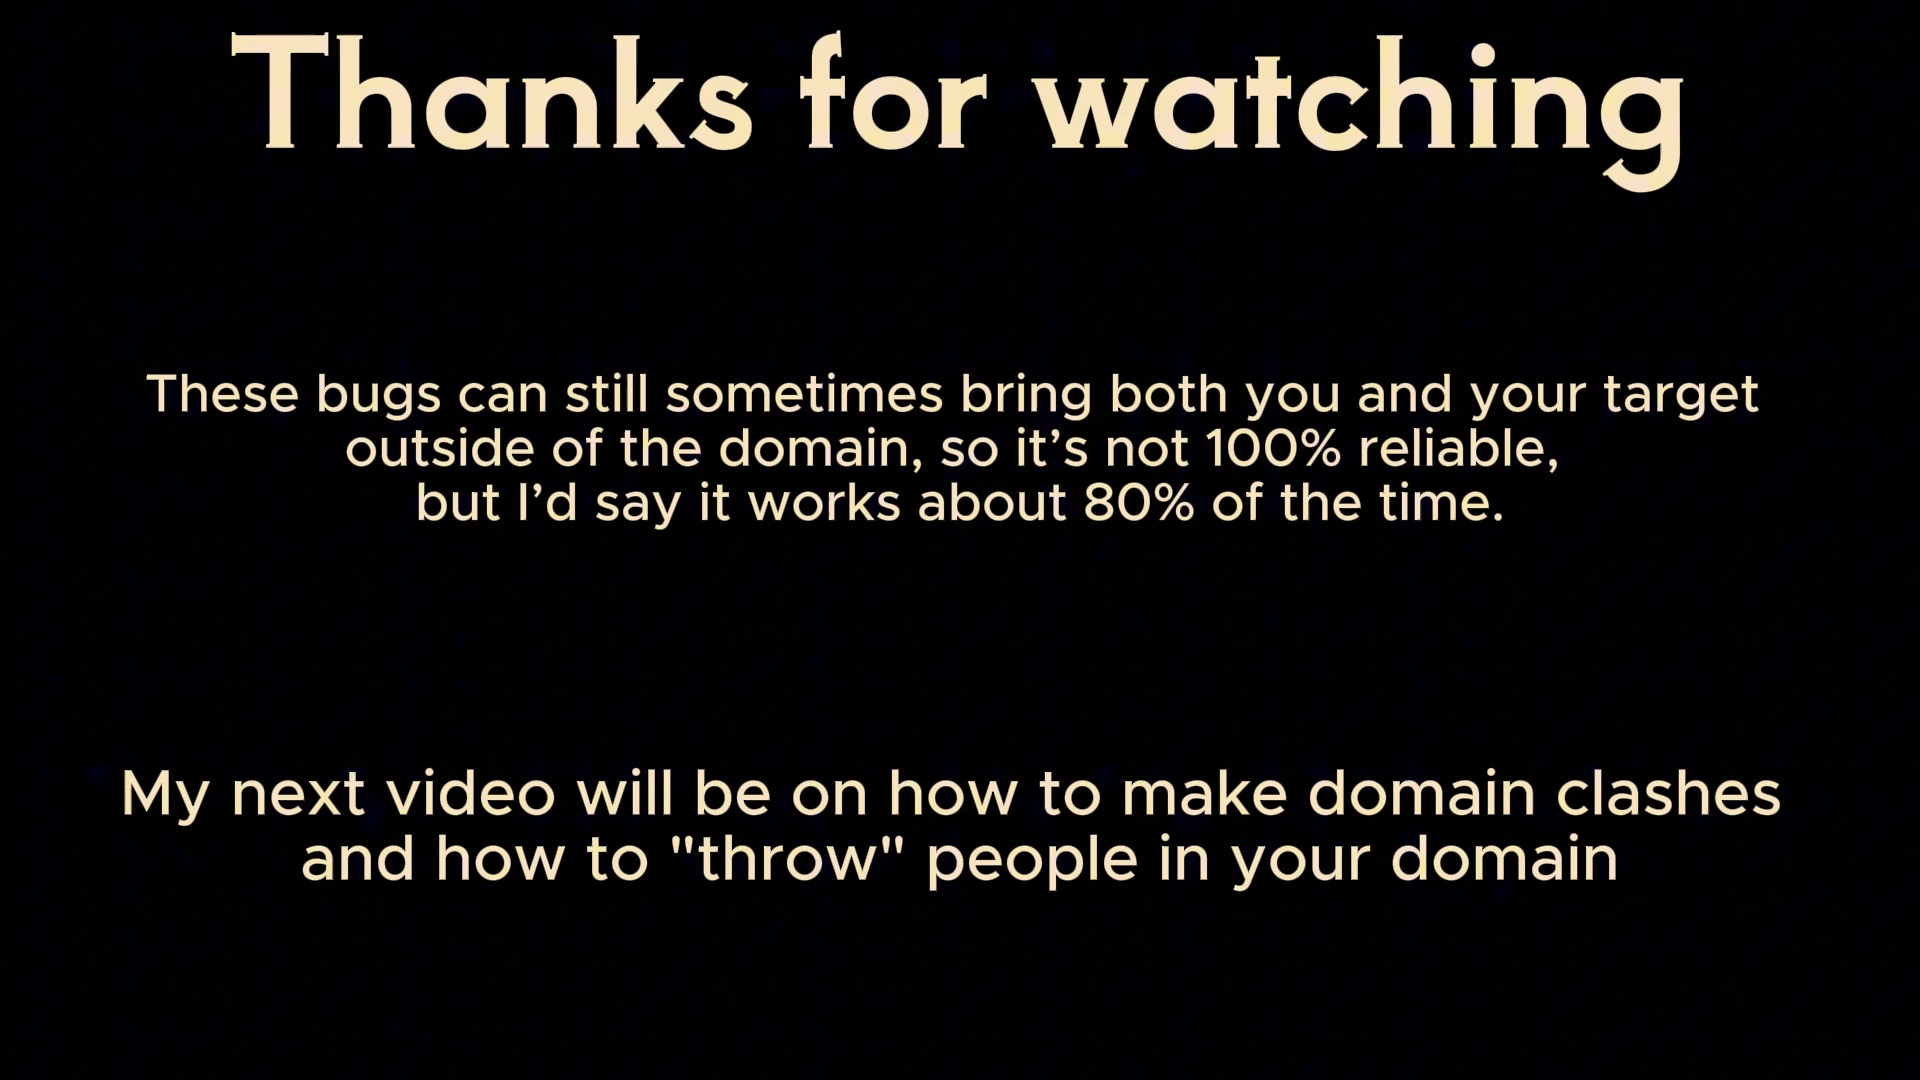 Thanks for watching
These bugs can still sometimes bring both you and your target
outside of the domain, so it’s not 100% reliable,
but I’d say it works about 80% of the time.
My next video will be on how to make domain clashes
and how to "throw" people in your domain